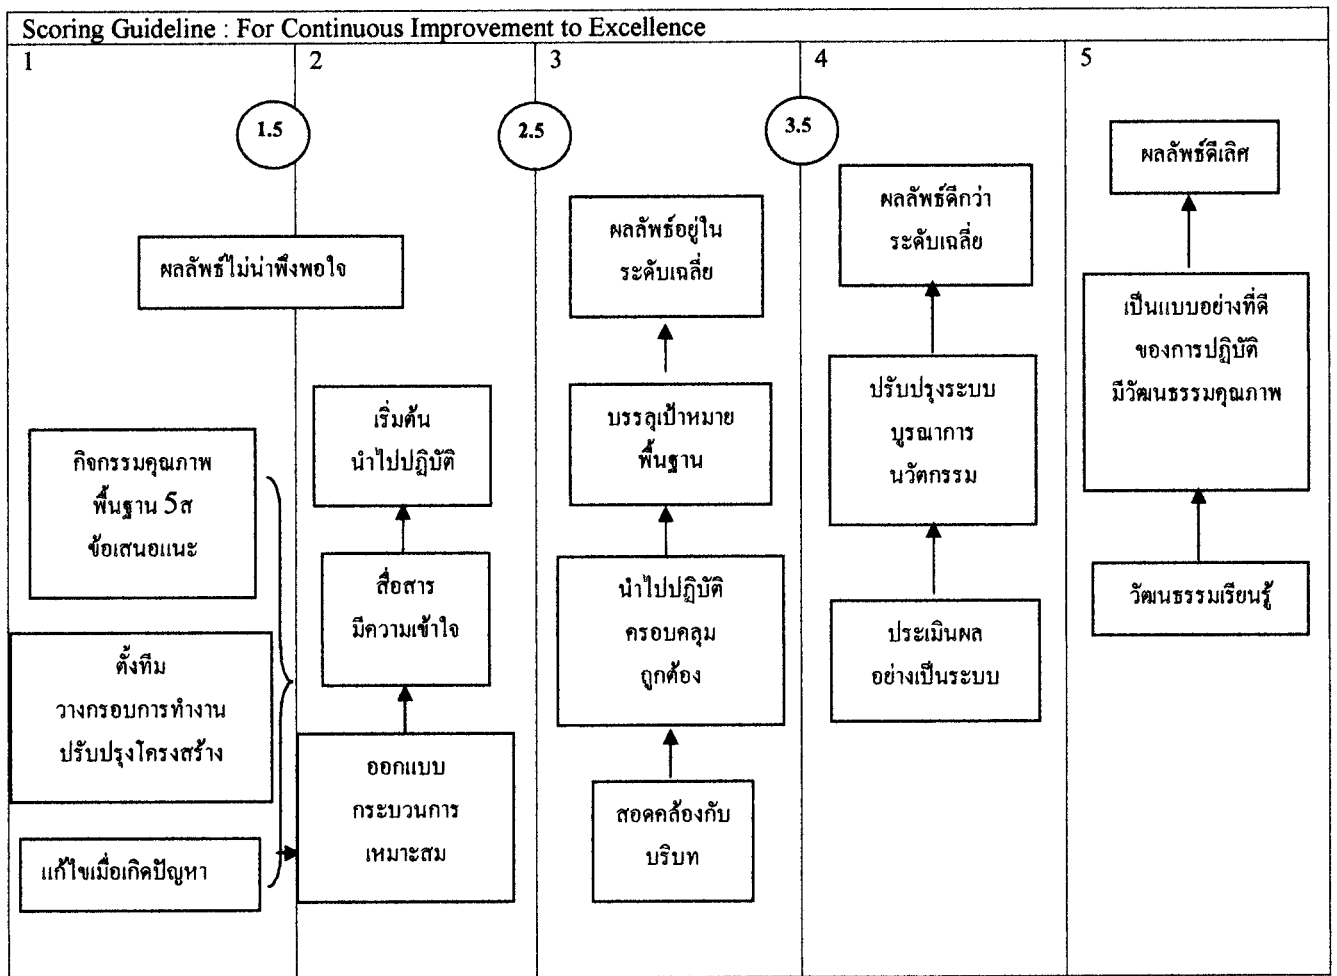 Scoring Guideline : For Continuous Improvement to Excellence
1
2
3
4
5
1.5
2.5
3.5
ผลลัพธ์ไม่น่าพึงพอใจ
กิจกรรมคุณภาพ
พื้นฐาน 5ส
ข้อเสนอแนะ
ตั้งทีม
วางกรอบการทำงาน
ปรับปรุงโครงสร้าง
แก้ไขเมื่อเกิดปัญหา
เริ่มต้น
นำไปปฏิบัติ
สื่อสาร
มีความเข้าใจ
ออกแบบ
กระบวนการ
เหมาะสม
ผลลัพธ์อยู่ใน
ระดับเฉลี่ย
บรรลุเป้าหมาย
พื้นฐาน
นำไปปฏิบัติ
ครอบคลุม
ถูกต้อง
สอดคล้องกับ
บริบท
ผลลัพธ์ดีกว่า
ระดับเฉลี่ย
ปรับปรุงระบบ
บูรณาการ
นวัตกรรม
ประเมินผล
อย่างเป็นระบบ
ผลลัพธ์ดีเลิศ
เป็นแบบอย่างที่ดี
ของการปฏิบัติ
มีวัฒนธรรมคุณภาพ
วัฒนธรรมเรียนรู้